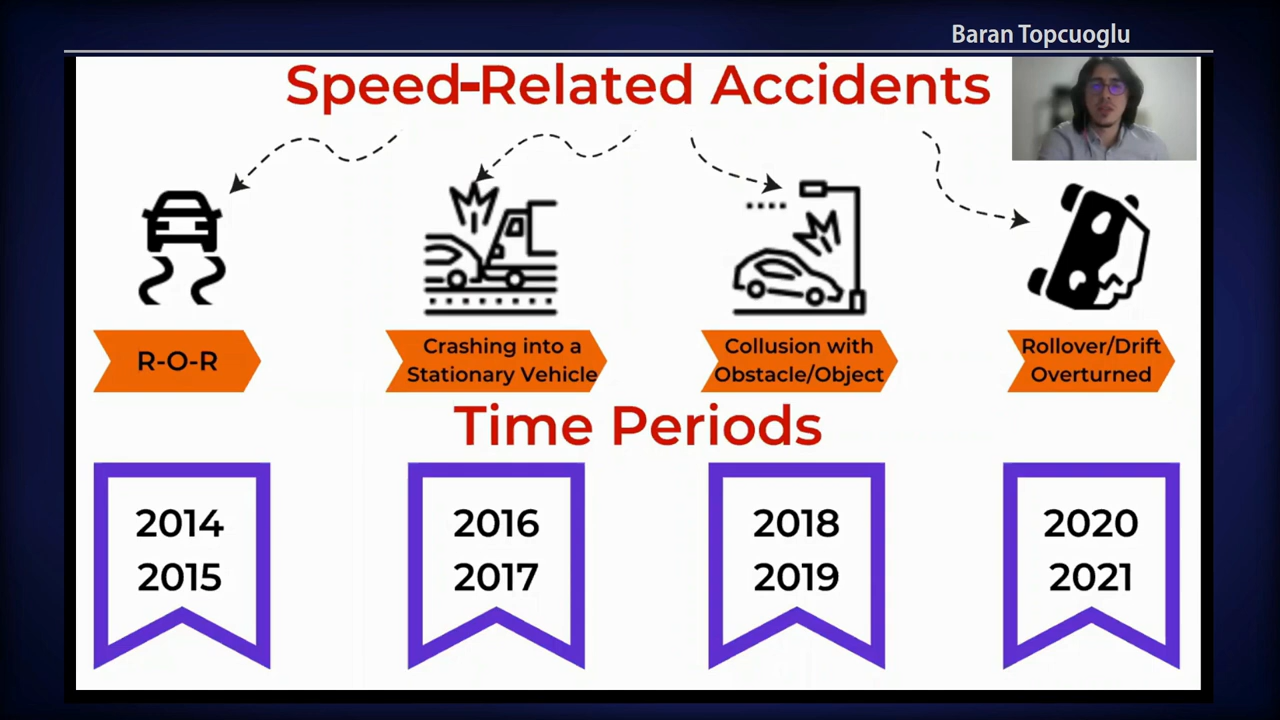 Baran Topcuoglu
Speed-Related Accidents
R-O-R
Crashing into a
Stationary Vehicle
Collusion with
Obstacle/Object
Rollover/Drift
Overturned
Time Periods
2014
2015
2016
2017
2018
2019
2020
2021